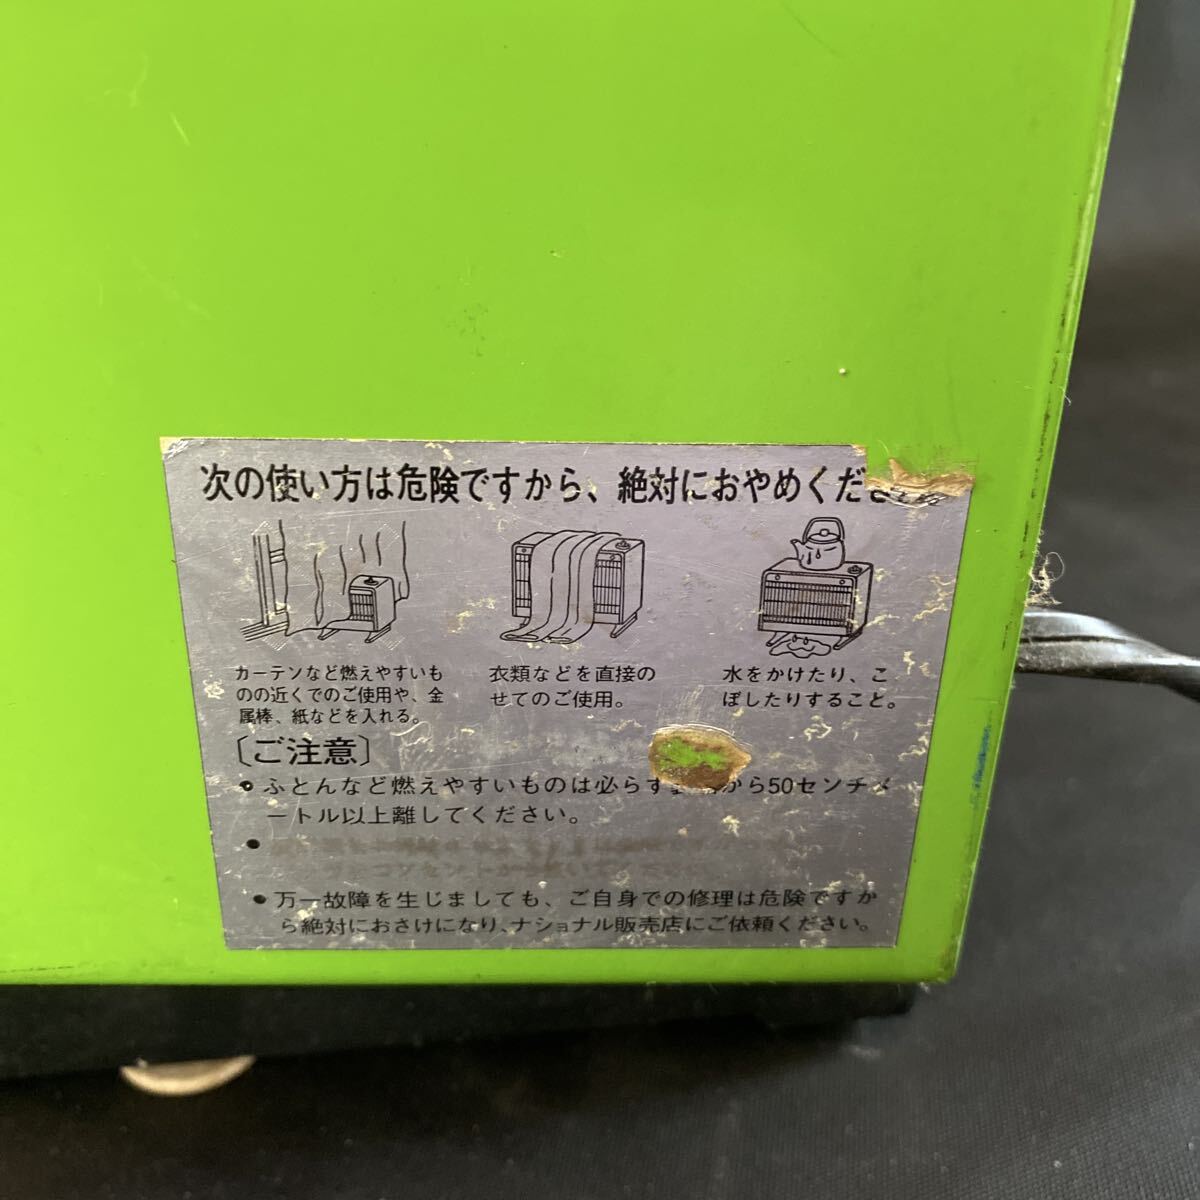 次の使い方は危険ですから、絶対におやめくださ
カーテンなど燃えやすいも
のの近くでのご使用や、金
属棒、紙などを入れる。
衣類などを直接の
せてのご使用。
水をかけたり、こ
ぼしたりすること。
〔ご注意〕
● ふとんなど燃えやすいものは必らず から50センチメ
ートル以上離してください。
●
● 万一故障を生じましても、ご自身での修理は危険ですか
ら絶対におさけになり、ナショナル販売店にご依頼ください。